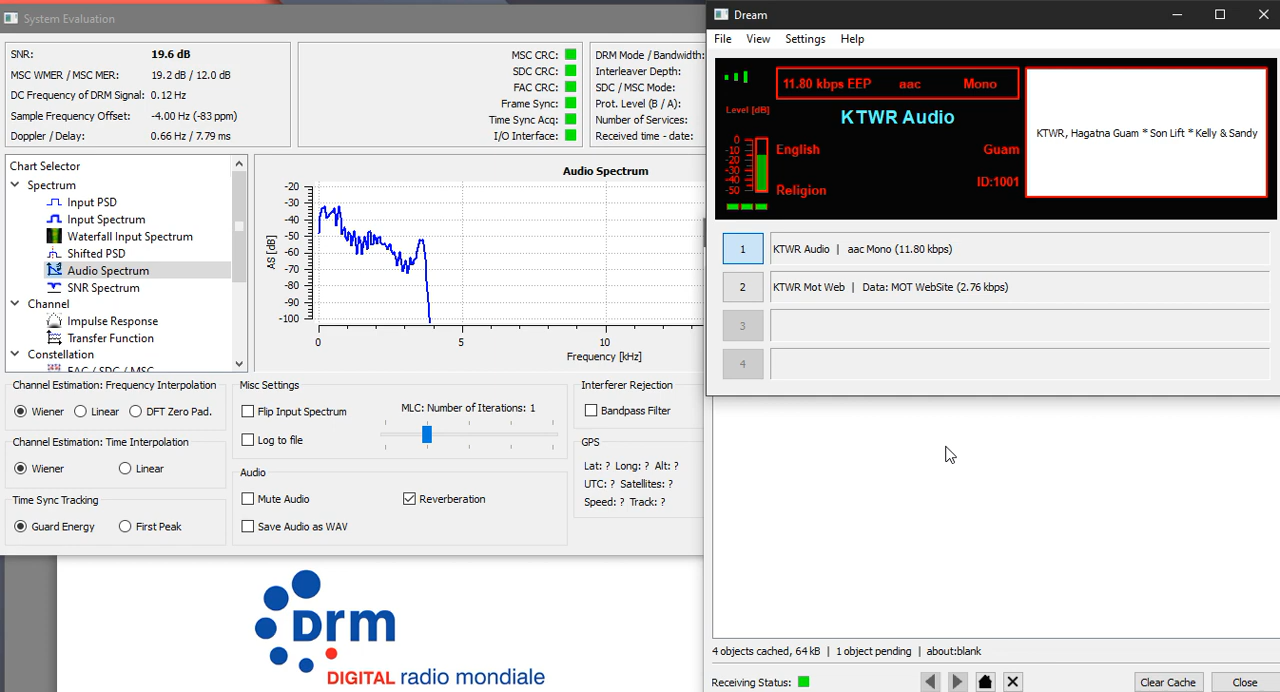 System Evaluation
SNR: 19.6 dB
MSC WMER / MSC MER: 19.2 dB / 12.0 dB
DC Frequency of DRM Signal: 0.12 Hz
Sample Frequency Offset: -4.00 Hz (-83 ppm)
Doppler / Delay: 0.66 Hz / 7.79 ms
MSC CRC:
SDC CRC:
FAC CRC:
Frame Sync:
Time Sync Acq:
I/O Interface:
DRM Mode / Bandwidth:
Interleaver Depth:
SDC / MSC Mode:
Prot. Level (B / A):
Number of Services:
Received time - date:
Chart Selector
Spectrum
Input PSD
Input Spectrum
Waterfall Input Spectrum
Shifted PSD
Audio Spectrum
SNR Spectrum
Channel
Impulse Response
Transfer Function
Constellation
FAC / SDC / MSC
Audio Spectrum
AS [dB]
-20
-30
-40
-50
-60
-70
-80
-90
-100
0 5 10
Frequency [kHz]
Channel Estimation: Frequency Interpolation
Wiener Linear DFT Zero Pad.
Channel Estimation: Time Interpolation
Wiener Linear
Time Sync Tracking
Guard Energy First Peak
Misc Settings
Flip Input Spectrum
Log to file
MLC: Number of Iterations: 1
Audio
Mute Audio Reverberation
Save Audio as WAV
Interferer Rejection
Bandpass Filter
GPS
Lat: ? Long: ? Alt: ?
UTC: ? Satellites: ?
Speed: ? Track: ?
Drm
DIGITAL radio mondiale
Dream
File View Settings Help
Level [dB]
0
-10
-20
-30
-40
-50
11.80 kbps EEP aac Mono
KTWR Audio
English Guam
ID:1001
Religion
KTWR, Hagatna Guam * Son Lift * Kelly & Sandy
1 KTWR Audio | aac Mono (11.80 kbps)
2 KTWR Mot Web | Data: MOT WebSite (2.76 kbps)
3
4
4 objects cached, 64 kB | 1 object pending | about:blank
Receiving Status:
Clear Cache Close